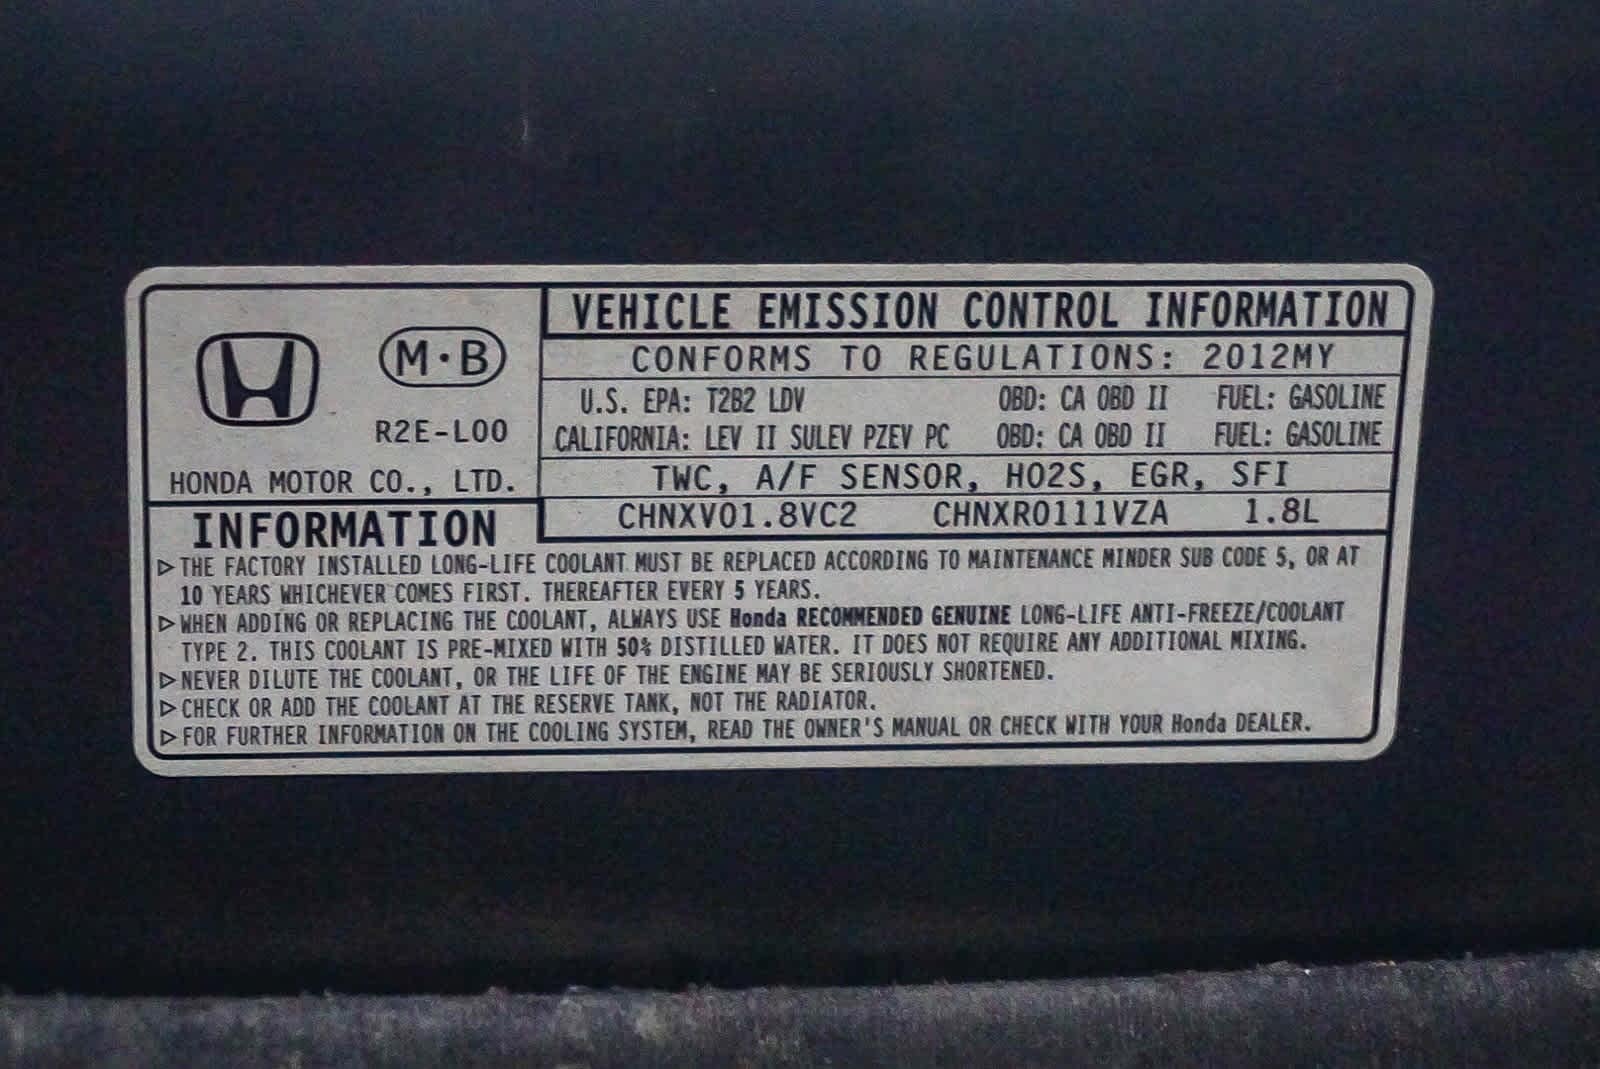 VEHICLE EMISSION CONTROL INFORMATION
CONFORMS TO REGULATIONS: 2012MY
U.S. EPA: T2B2 LDV OBD: CA OBD II FUEL: GASOLINE
CALIFORNIA: LEV II SULEV PZEV PC OBD: CA OBD II FUEL: GASOLINE
TWC, A/F SENSOR, HO2S, EGR, SFI
CHNXV01.8VC2 CHNXR0111VZA 1.8L
M·B
R2E-L00
HONDA MOTOR CO., LTD.
INFORMATION
▷THE FACTORY INSTALLED LONG-LIFE COOLANT MUST BE REPLACED ACCORDING TO MAINTENANCE MINDER SUB CODE 5, OR AT
10 YEARS WHICHEVER COMES FIRST. THEREAFTER EVERY 5 YEARS.
▷WHEN ADDING OR REPLACING THE COOLANT, ALWAYS USE Honda RECOMMENDED GENUINE LONG-LIFE ANTI-FREEZE/COOLANT
TYPE 2. THIS COOLANT IS PRE-MIXED WITH 50% DISTILLED WATER. IT DOES NOT REQUIRE ANY ADDITIONAL MIXING.
▷NEVER DILUTE THE COOLANT, OR THE LIFE OF THE ENGINE MAY BE SERIOUSLY SHORTENED.
▷CHECK OR ADD THE COOLANT AT THE RESERVE TANK, NOT THE RADIATOR.
▷FOR FURTHER INFORMATION ON THE COOLING SYSTEM, READ THE OWNER'S MANUAL OR CHECK WITH YOUR Honda DEALER.